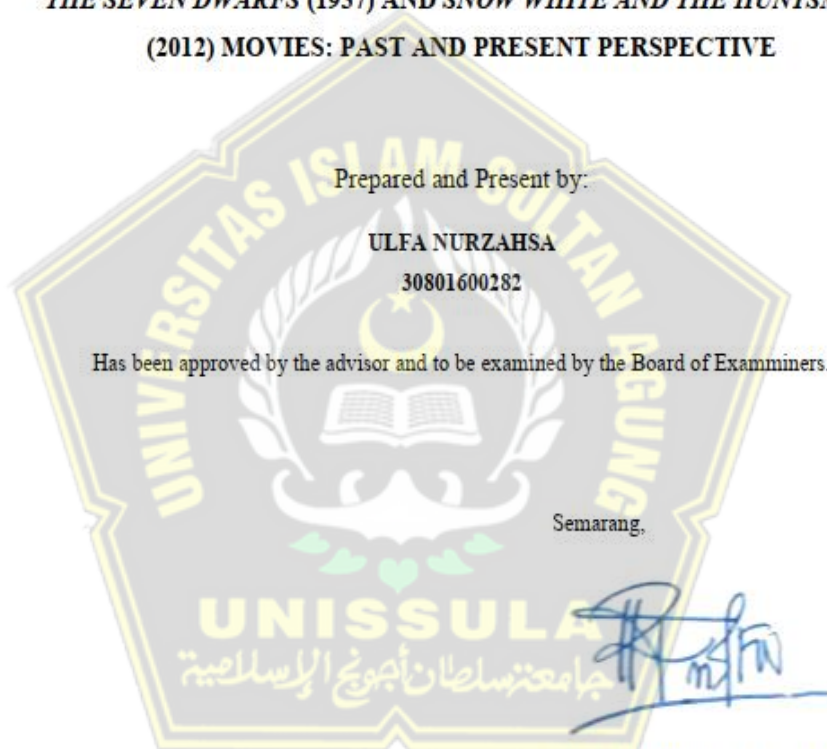 THE SEVEN DWARFS (1937) AND SNOW WHITE AND THE HUNTSM
(2012) MOVIES: PAST AND PRESENT PERSPECTIVE
Prepared and Present by:
ULFA NURZAHSA
30801600282
Has been approved by the advisor and to be examined by the Board of Examminers.
Semarang,
UNIVERSITAS ISLAM SULTAN AGUNG
UNISSULA
جامعتنسلطان أجونج الإسلامية